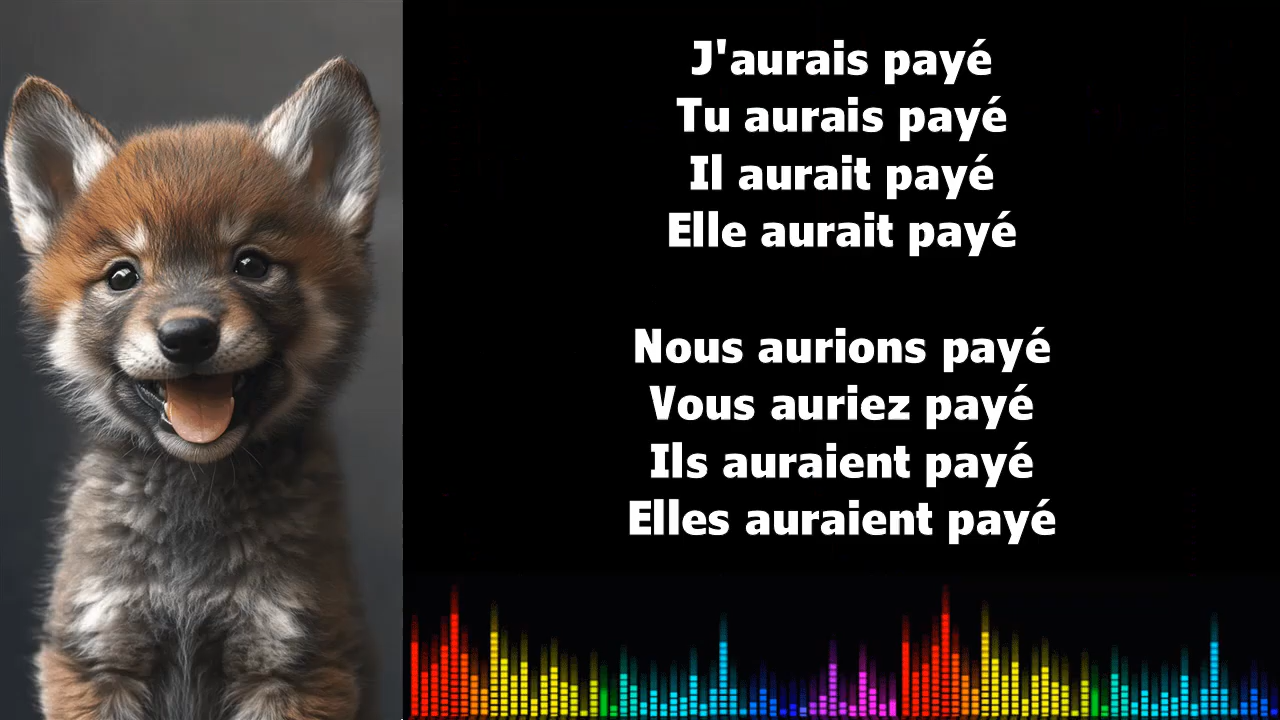 J'aurais payé
Tu aurais payé
Il aurait payé
Elle aurait payé
Nous aurions payé
Vous auriez payé
Ils auraient payé
Elles auraient payé